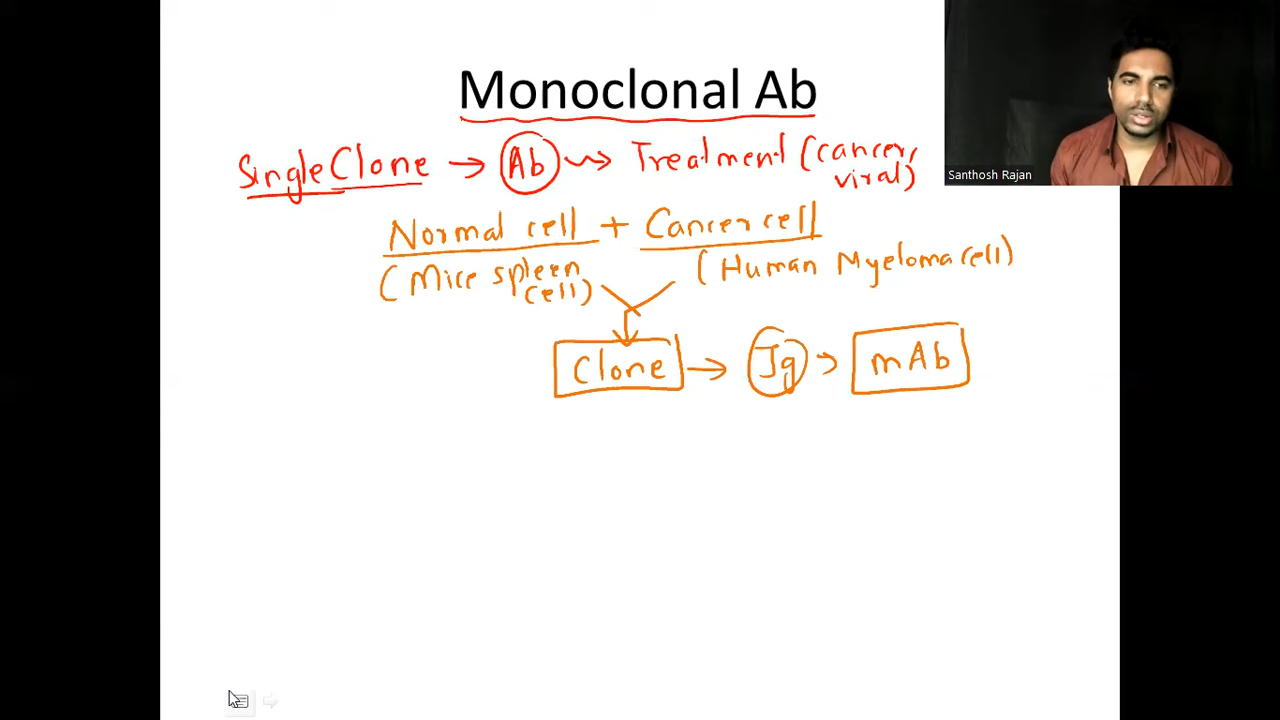 Monoclonal Ab
Single Clone → Ab → Treatment (cancer,
viral)
Santhosh Rajan
Normal cell + Cancer cell
(Mice spleen cell)
(Human Myeloma cell)
Clone → Ig → mAb